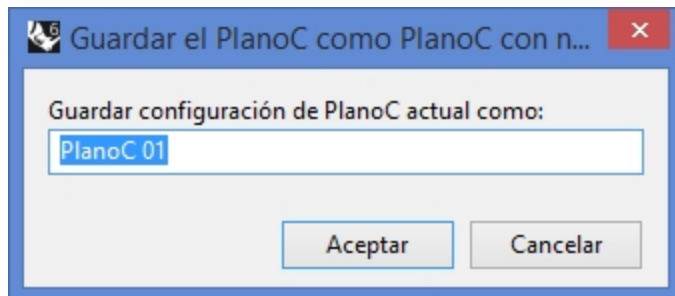 Guardar el PlanoC como PlanoC con n...
Guardar configuración de PlanoC actual como:
PlanoC 01
Aceptar
Cancelar